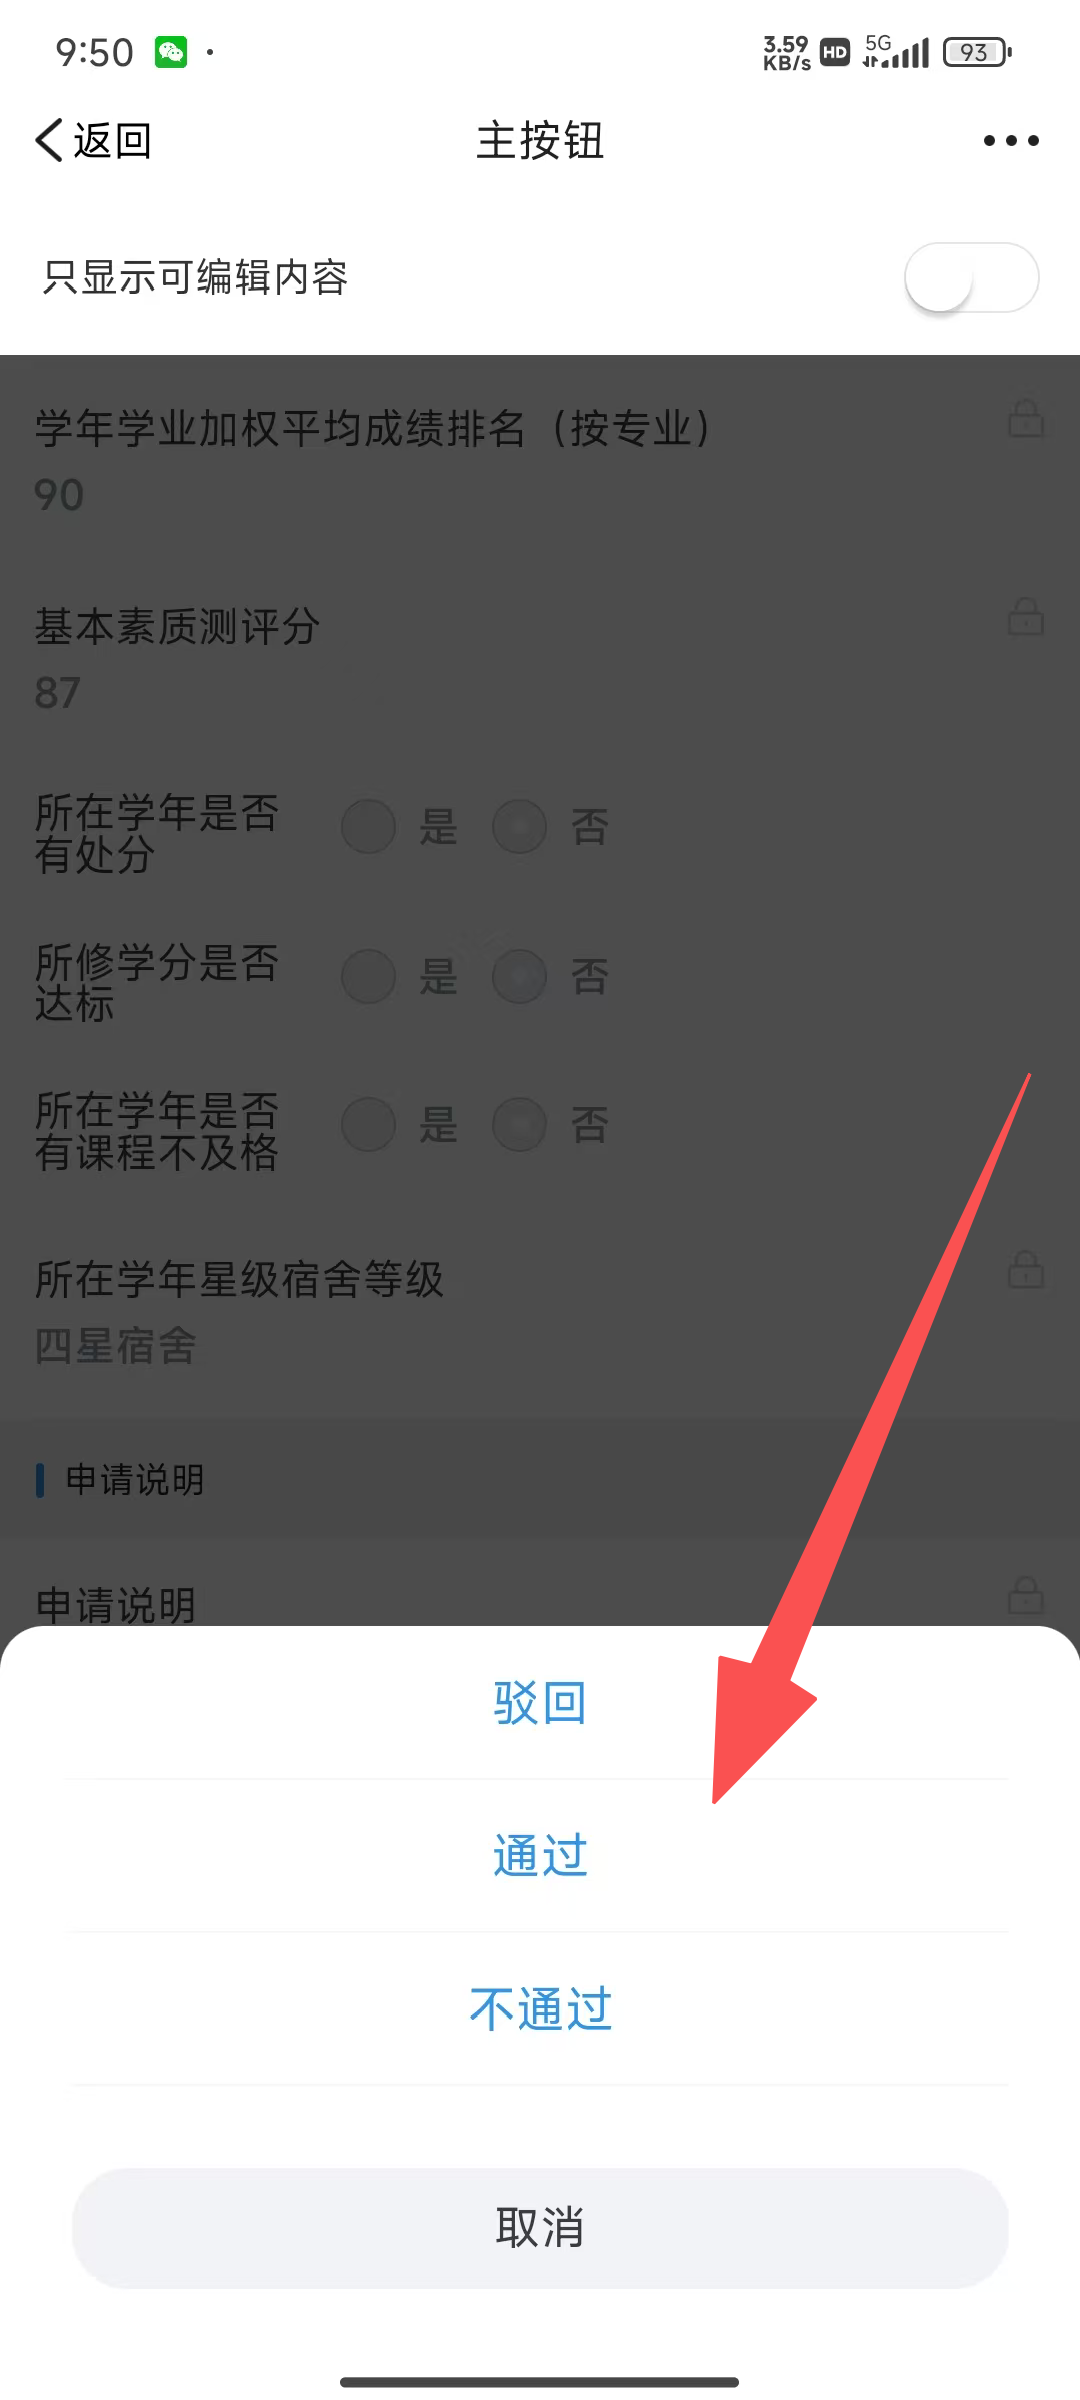 9:50
3.59 KB/s HD 5G 93
返回
主按钮
只显示可编辑内容
学年学业加权平均成绩排名（按专业）
90
基本素质测评分
87
所在学年是否
有处分
是 否
所修学分是否
达标
是 否
所在学年是否
有课程不及格
是 否
所在学年星级宿舍等级
四星宿舍
申请说明
申请说明
驳回
通过
不通过
取消